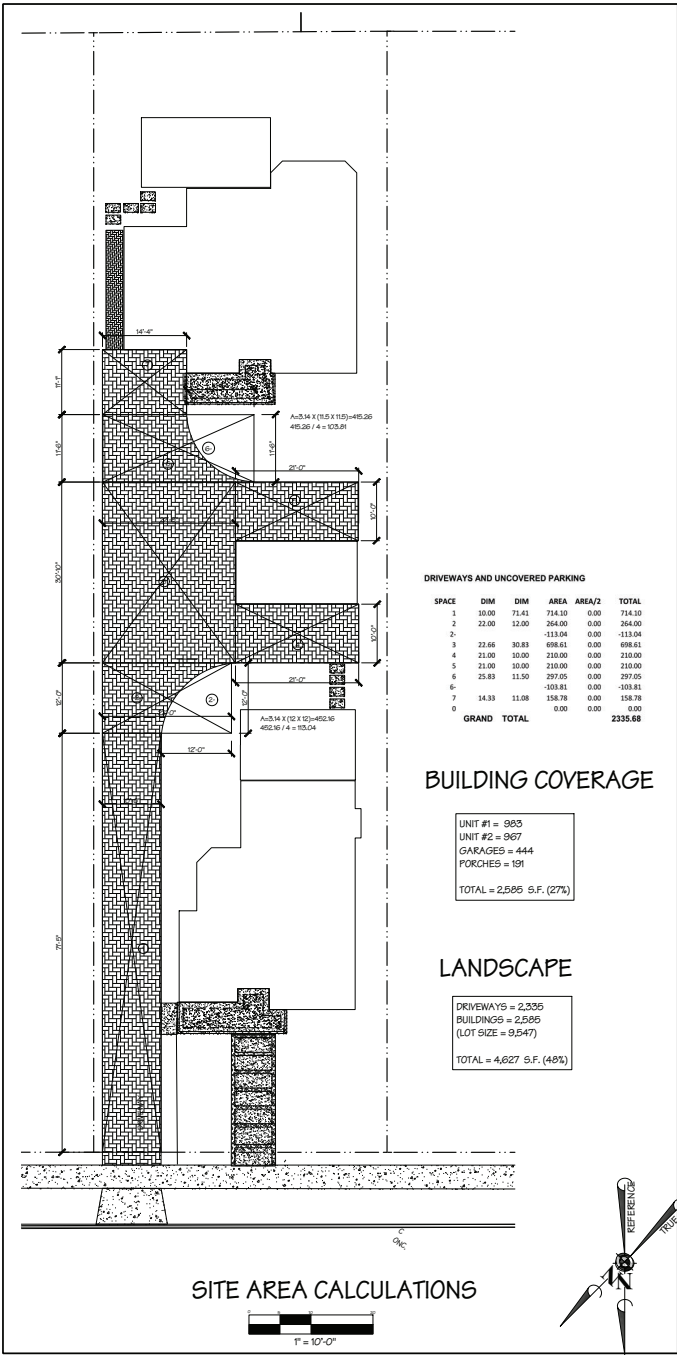 14'-4"
11'-1"
11'-6"
6-
A=3.14 X (11.5 X 11.5)=415.26
415.26 / 4 = 103.81
11'-6"
21'-0"
10'-0"
30'-10"
10'-0"
21'-0"
12'-0"
2-
12'-0"
A=3.14 X (12 X 12)=452.16
452.16 / 4 = 113.04
12'-0"
71'-5"
DRIVEWAYS AND UNCOVERED PARKING
SPACE DIM DIM AREA AREA/2 TOTAL
1 10.00 71.41 714.10 0.00 714.10
2 22.00 12.00 264.00 0.00 264.00
2- -113.04 0.00 -113.04
3 22.66 30.83 698.61 0.00 698.61
4 21.00 10.00 210.00 0.00 210.00
5 21.00 10.00 210.00 0.00 210.00
6 25.83 11.50 297.05 0.00 297.05
6- -103.81 0.00 -103.81
7 14.33 11.08 158.78 0.00 158.78
0 0.00 0.00 0.00
GRAND TOTAL 2335.68
BUILDING COVERAGE
UNIT #1 = 983
UNIT #2 = 967
GARAGES = 444
PORCHES = 191
TOTAL = 2,585 S.F. (27%)
LANDSCAPE
DRIVEWAYS = 2,335
BUILDINGS = 2,585
(LOT SIZE = 9,547)
TOTAL = 4,627 S.F. (48%)
C
ONC.
REFERENCE
TRUE
N
SITE AREA CALCULATIONS
1" = 10'-0"